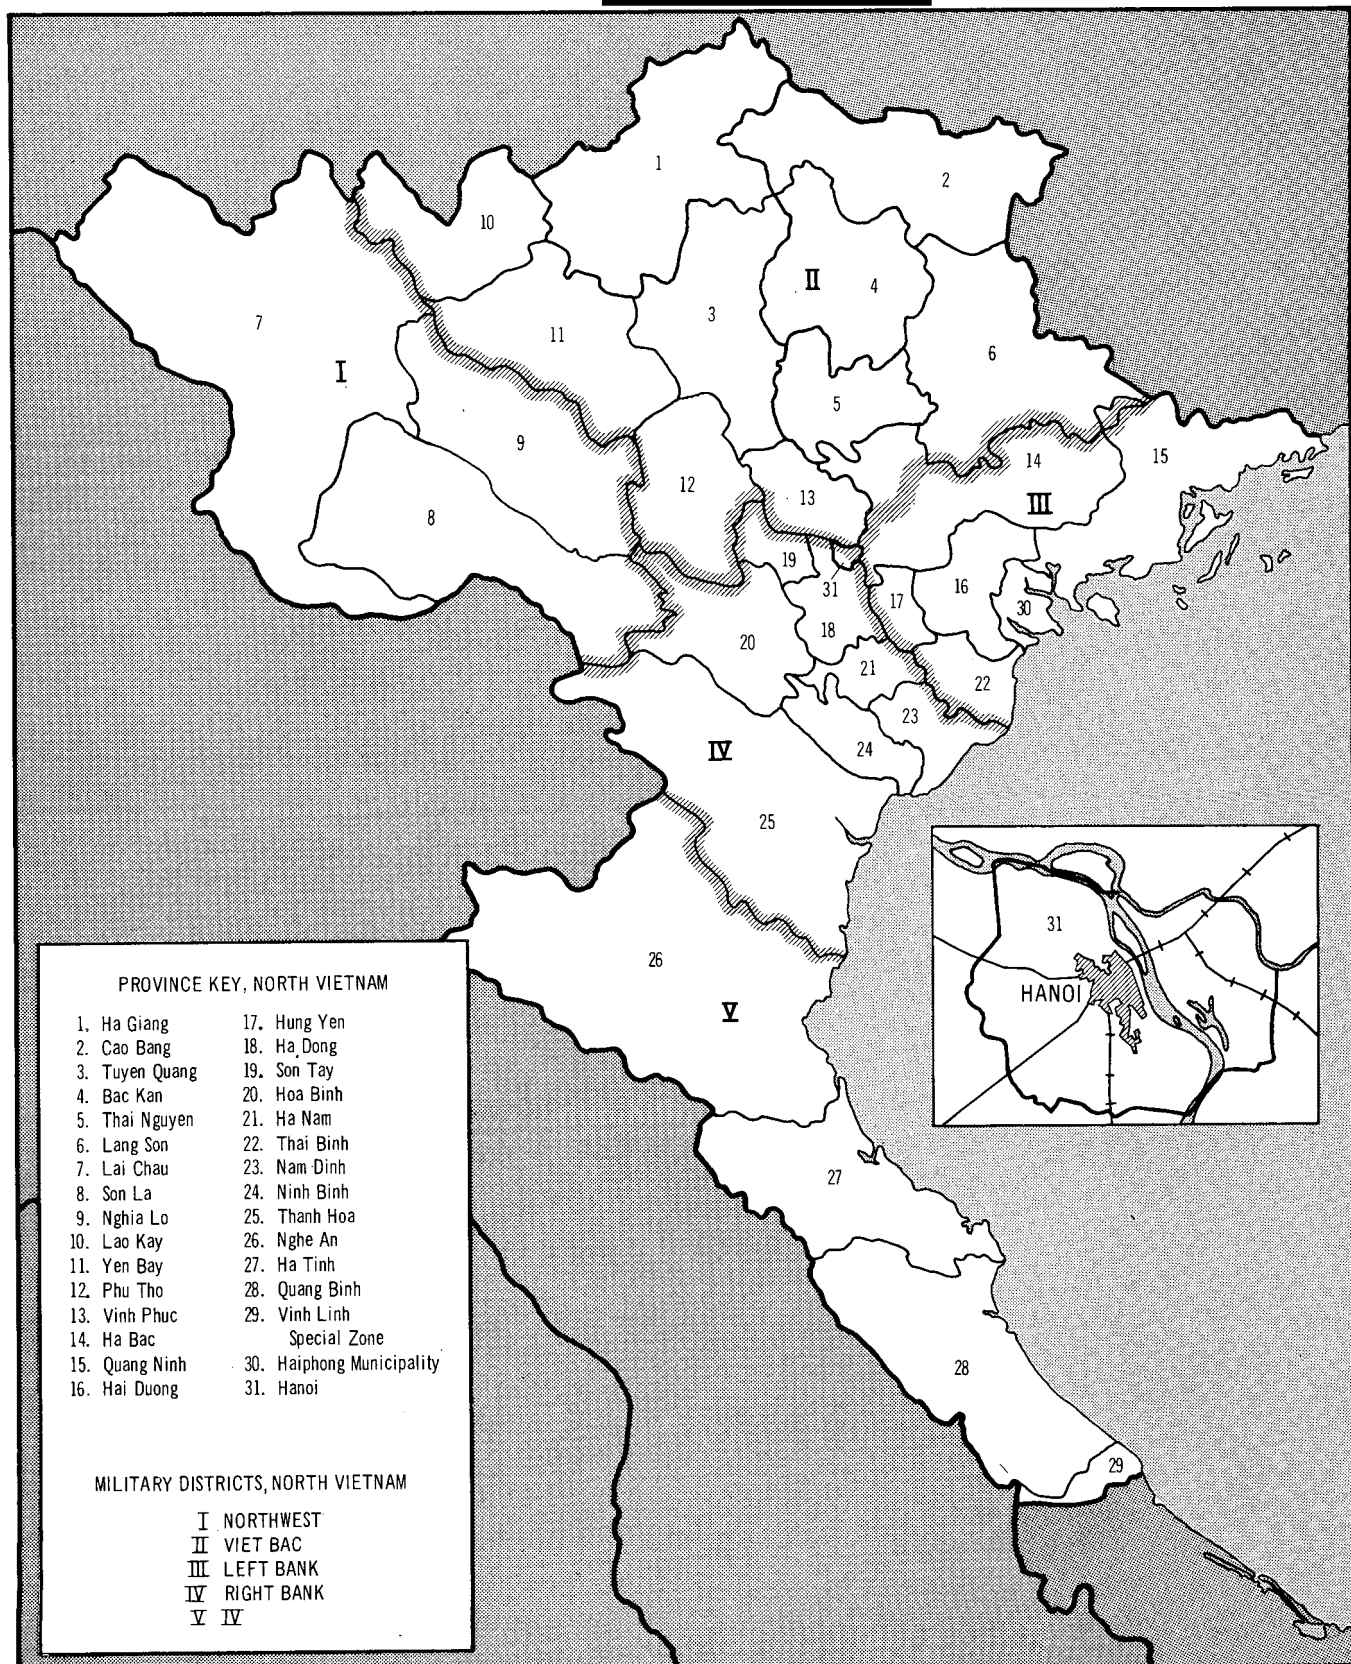 1
2
10
II
4
3
7
11
6
I
5
9
14
15
12
III
13
8
19
31
16
17
30
18
20
21
22
23
IV
24
25
31
HANOI
26
V
27
28
29
PROVINCE KEY, NORTH VIETNAM
1. Ha Giang
2. Cao Bang
3. Tuyen Quang
4. Bac Kan
5. Thai Nguyen
6. Lang Son
7. Lai Chau
8. Son La
9. Nghia Lo
10. Lao Kay
11. Yen Bay
12. Phu Tho
13. Vinh Phuc
14. Ha Bac
15. Quang Ninh
16. Hai Duong
17. Hung Yen
18. Ha Dong
19. Son Tay
20. Hoa Binh
21. Ha Nam
22. Thai Binh
23. Nam Dinh
24. Ninh Binh
25. Thanh Hoa
26. Nghe An
27. Ha Tinh
28. Quang Binh
29. Vinh Linh
Special Zone
30. Haiphong Municipality
31. Hanoi
MILITARY DISTRICTS, NORTH VIETNAM
I NORTHWEST
II VIET BAC
III LEFT BANK
IV RIGHT BANK
V IV